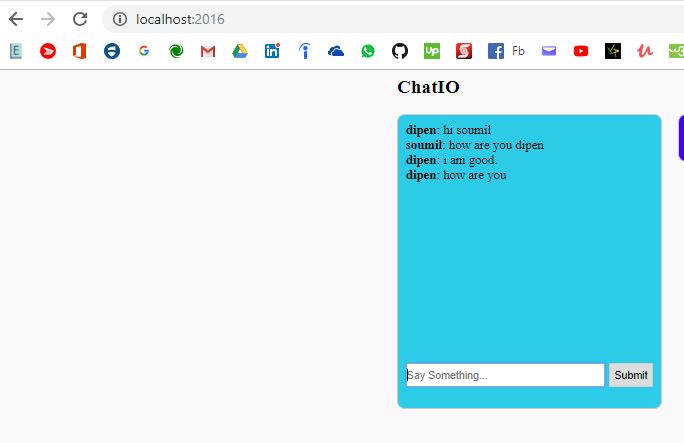 localhost:2016
Fb
ChatIO
dipen: hi soumil
soumil: how are you dipen
dipen: i am good.
dipen: how are you
Say Something...
Submit